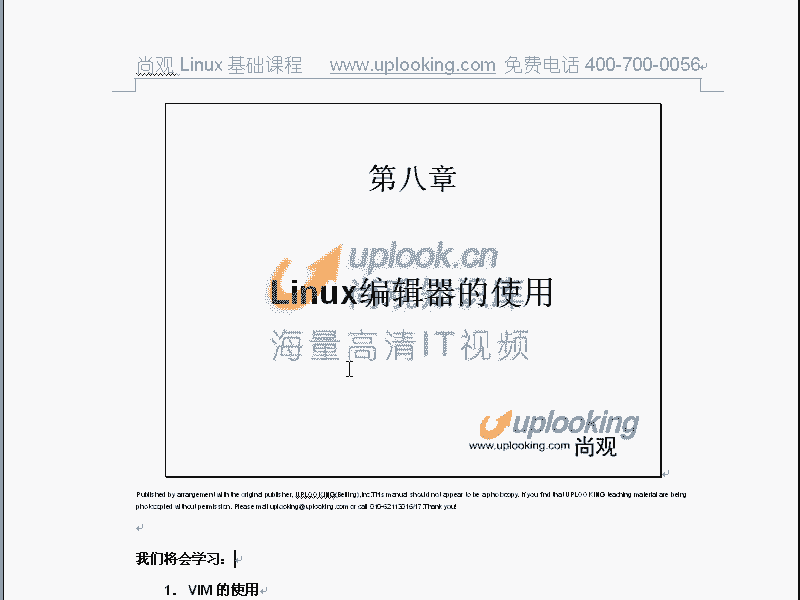 尚观 Linux 基础课程 www.uplooking.com 免费电话 400-700-0056
第八章
uplook.cn
Linux编辑器的使用
海量高清IT视频
uplooking
www.uplooking.com 尚观
Published by arrangement with the original publisher, UPLOOKING(Beijing),Inc.This manual should not appear to be a photocopy. If you find that UPLOOKING teaching material are being
photocopied without permission. Please mail uplooking@uplooking.com or call Thank you!
我们将会学习:
1. VIM 的使用